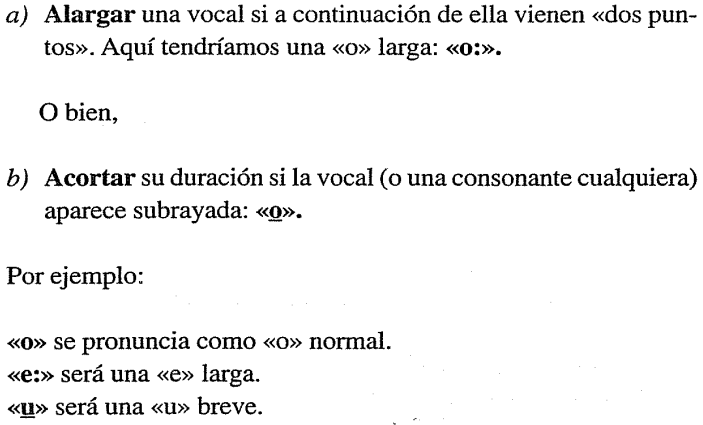 a) Alargar una vocal si a continuación de ella vienen «dos pun-
tos». Aquí tendríamos una «o» larga: «o:».
O bien,
b) Acortar su duración si la vocal (o una consonante cualquiera)
aparece subrayada: «o».
Por ejemplo:
«o» se pronuncia como «o» normal.
«e:» será una «e» larga.
«u» será una «u» breve.